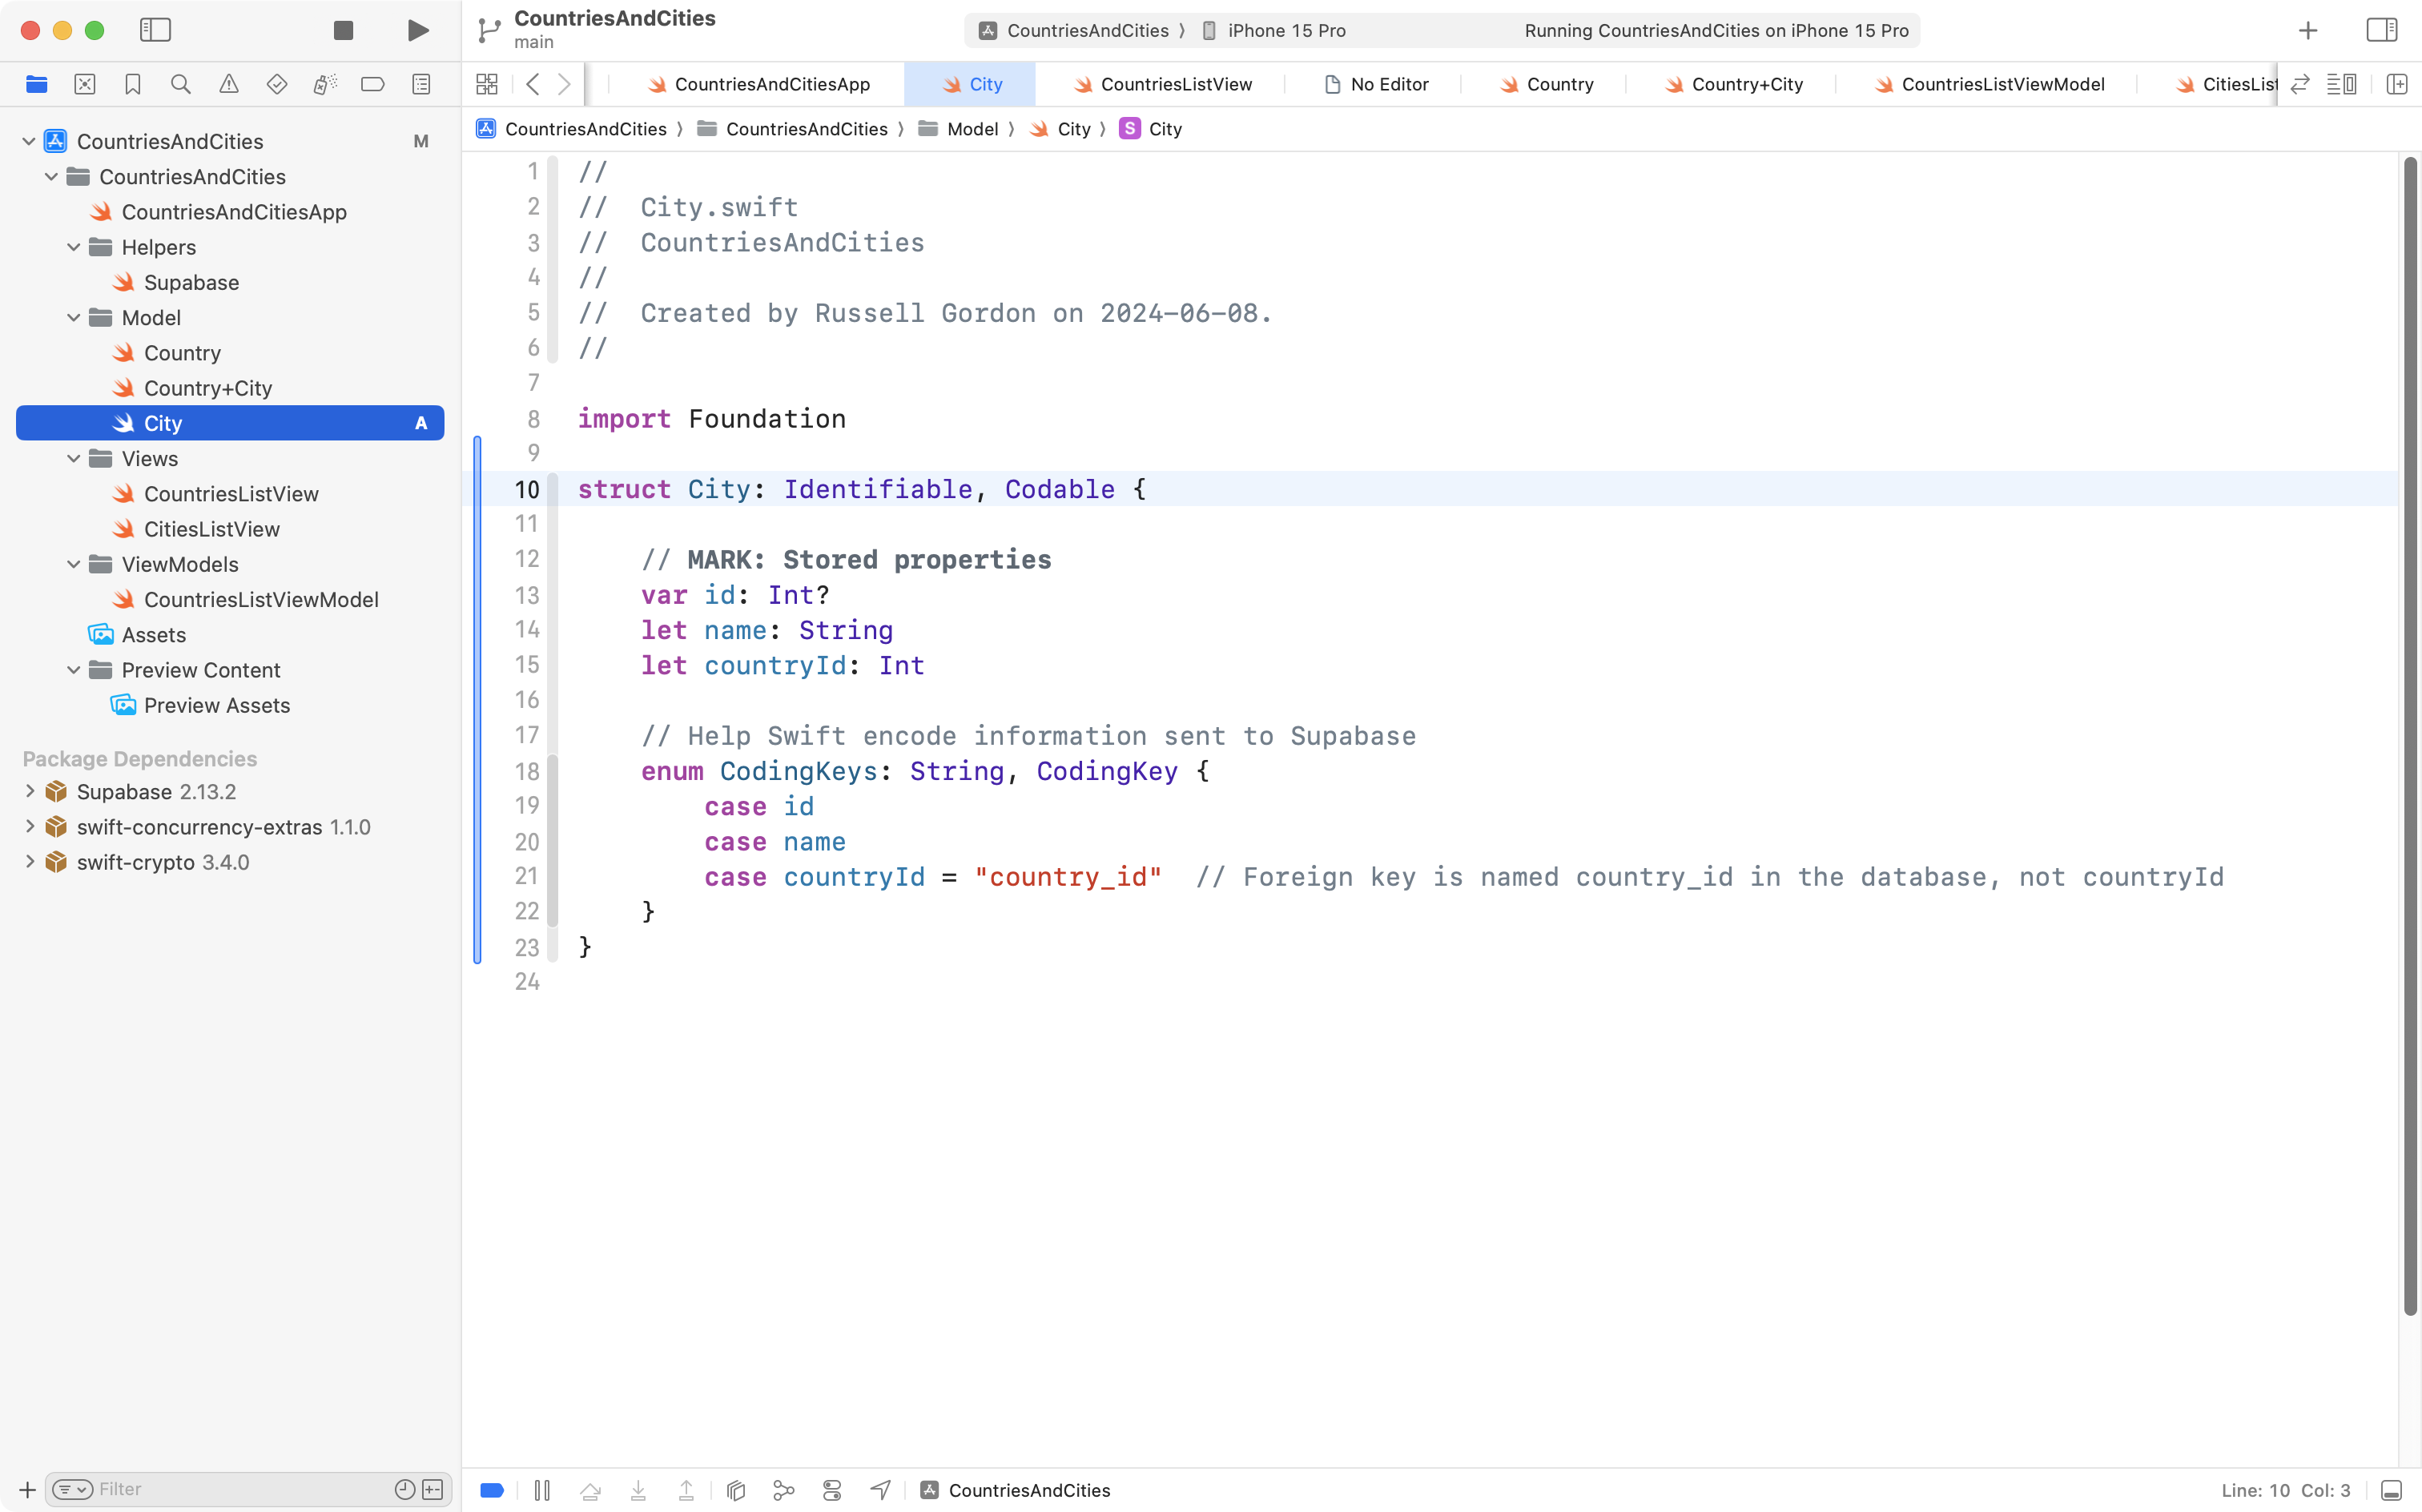 CountriesAndCities
main
CountriesAndCities ⟩ iPhone 15 Pro
Running CountriesAndCities on iPhone 15 Pro
CountriesAndCitiesApp
City
CountriesListView
No Editor
Country
Country+City
CountriesListViewModel
CitiesList
CountriesAndCities ⟩ CountriesAndCities ⟩ Model ⟩ City ⟩ S City
CountriesAndCities M
CountriesAndCities
CountriesAndCitiesApp
Helpers
Supabase
Model
Country
Country+City
City A
Views
CountriesListView
CitiesListView
ViewModels
CountriesListViewModel
Assets
Preview Content
Preview Assets
Package Dependencies
Supabase 2.13.2
swift-concurrency-extras 1.1.0
swift-crypto 3.4.0
Filter
1 //
2 //  City.swift
3 //  CountriesAndCities
4 //
5 //  Created by Russell Gordon on 2024-06-08.
6 //
7
8 import Foundation
9
10 struct City: Identifiable, Codable {
11
12     // MARK: Stored properties
13     var id: Int?
14     let name: String
15     let countryId: Int
16
17     // Help Swift encode information sent to Supabase
18     enum CodingKeys: String, CodingKey {
19         case id
20         case name
21         case countryId = "country_id"  // Foreign key is named country_id in the database, not countryId
22     }
23 }
24
CountriesAndCities
Line: 10 Col: 3